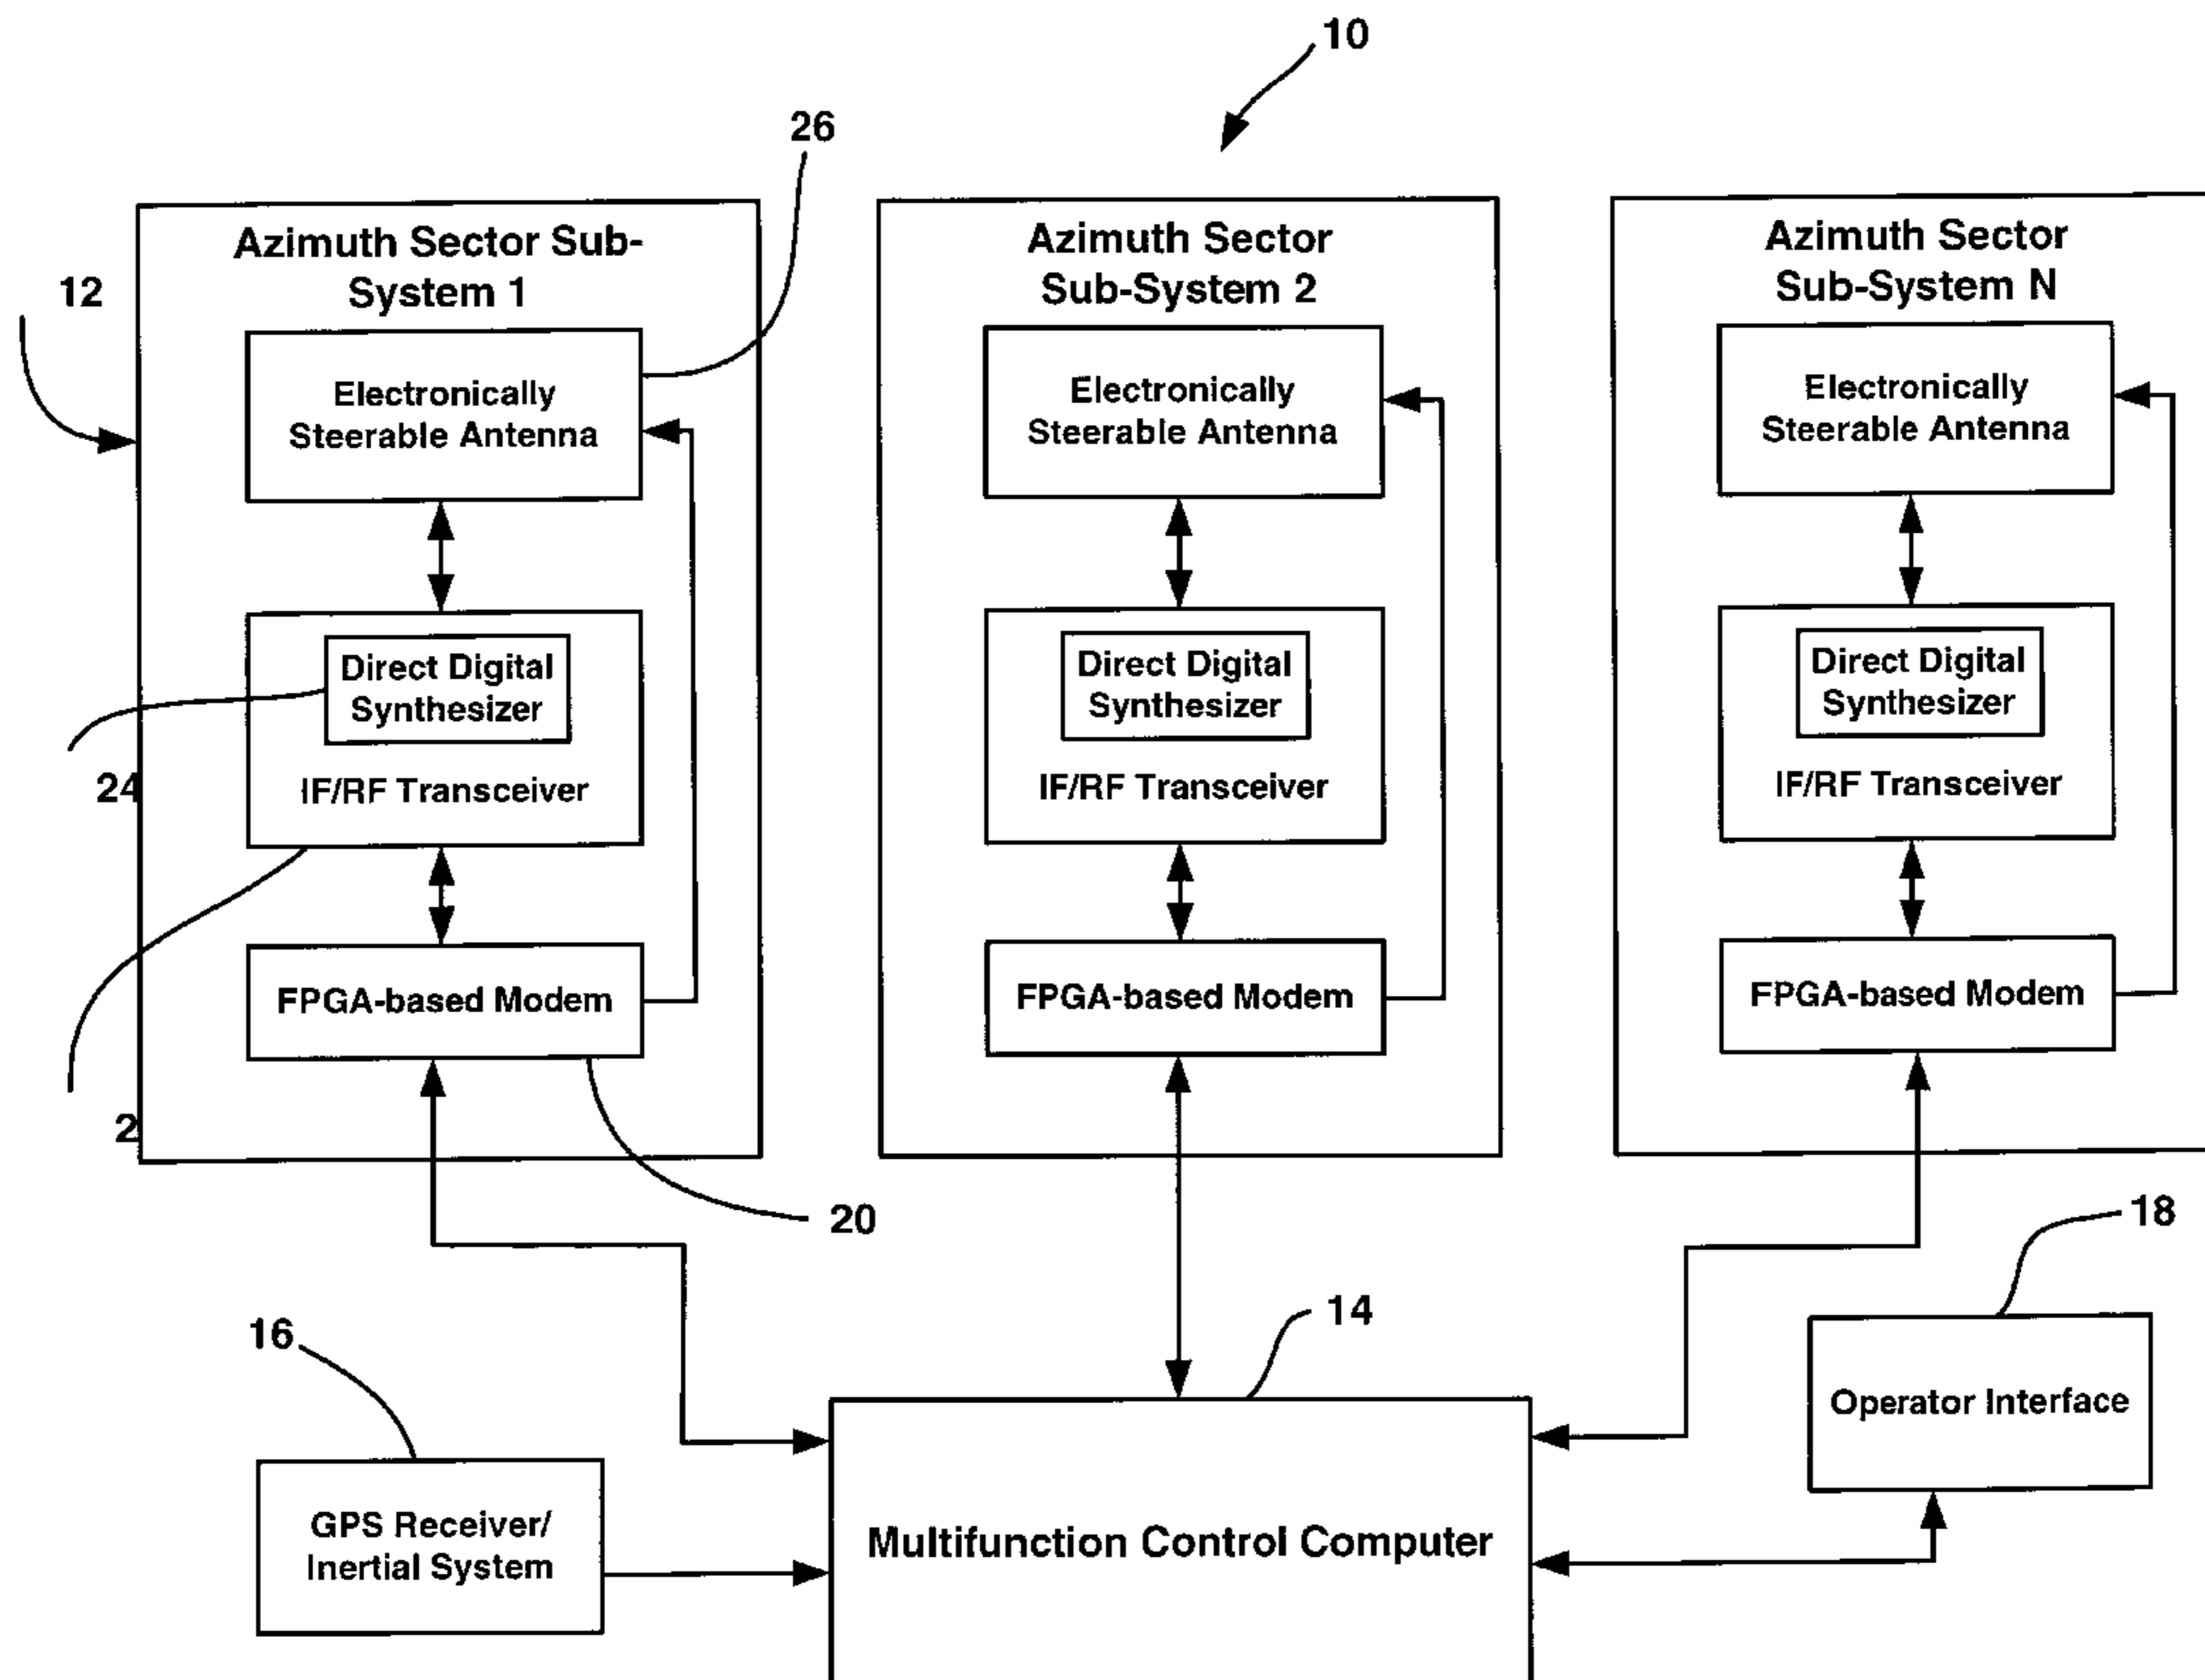 10
26
12
Azimuth Sector Sub-
System 1
Electronically
Steerable Antenna
Direct Digital
Synthesizer
IF/RF Transceiver
24
FPGA-based Modem
2
20
Azimuth Sector
Sub-System 2
Electronically
Steerable Antenna
Direct Digital
Synthesizer
IF/RF Transceiver
FPGA-based Modem
Azimuth Sector
Sub-System N
Electronically
Steerable Antenna
Direct Digital
Synthesizer
IF/RF Transceiver
FPGA-based Modem
18
14
16
GPS Receiver/
Inertial System
Multifunction Control Computer
Operator Interface